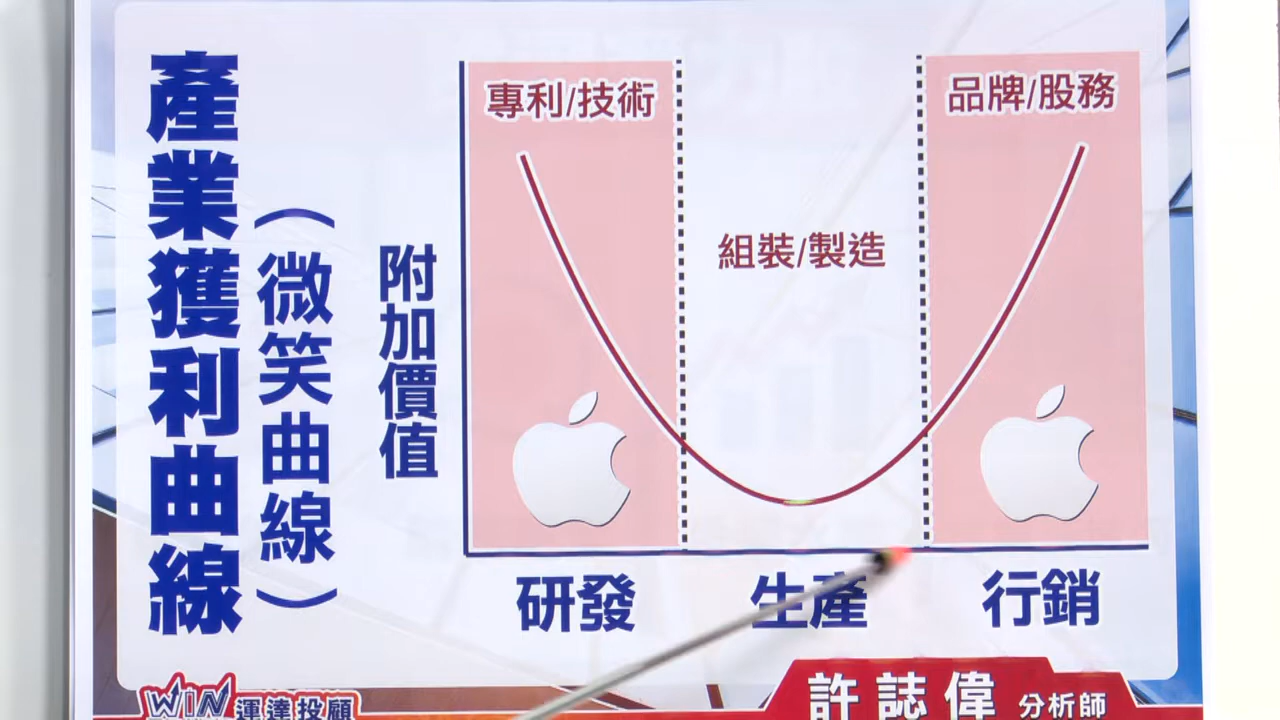 產業獲利曲線
（微笑曲線）
附加價值
專利/技術
組裝/製造
品牌/股務
研發
生產
行銷
WIN 運達投顧
許誌偉 分析師